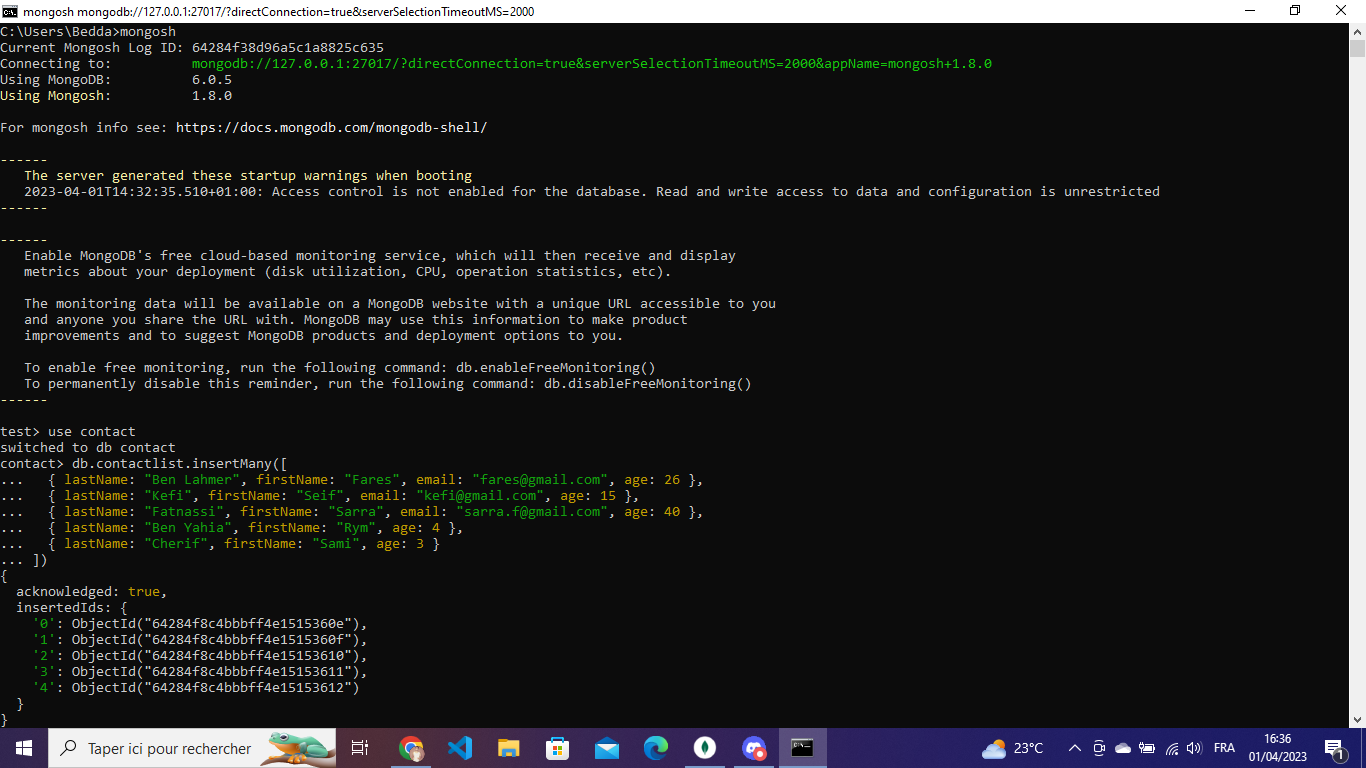 mongosh mongodb://127.0.0.1:27017/?directConnection=true&serverSelectionTimeoutMS=2000
C:\Users\Bedda>mongosh
Current Mongosh Log ID: 64284f38d96a5c1a8825c635
Connecting to: mongodb://127.0.0.1:27017/?directConnection=true&serverSelectionTimeoutMS=2000&appName=mongosh+1.8.0
Using MongoDB: 6.0.5
Using Mongosh: 1.8.0
For mongosh info see: https://docs.mongodb.com/mongodb-shell/
------
The server generated these startup warnings when booting
2023-04-01T14:32:35.510+01:00: Access control is not enabled for the database. Read and write access to data and configuration is unrestricted
------
------
Enable MongoDB's free cloud-based monitoring service, which will then receive and display
metrics about your deployment (disk utilization, CPU, operation statistics, etc).
The monitoring data will be available on a MongoDB website with a unique URL accessible to you
and anyone you share the URL with. MongoDB may use this information to make product
improvements and to suggest MongoDB products and deployment options to you.
To enable free monitoring, run the following command: db.enableFreeMonitoring()
To permanently disable this reminder, run the following command: db.disableFreeMonitoring()
------
test> use contact
switched to db contact
contact> db.contactlist.insertMany([
... { lastName: "Ben Lahmer", firstName: "Fares", email: "fares@gmail.com", age: 26 },
... { lastName: "Kefi", firstName: "Seif", email: "kefi@gmail.com", age: 15 },
... { lastName: "Fatnassi", firstName: "Sarra", email: "sarra.f@gmail.com", age: 40 },
... { lastName: "Ben Yahia", firstName: "Rym", age: 4 },
... { lastName: "Cherif", firstName: "Sami", age: 3 }
... ])
{
acknowledged: true,
insertedIds: {
'0': ObjectId("64284f8c4bbbff4e1515360e"),
'1': ObjectId("64284f8c4bbbff4e1515360f"),
'2': ObjectId("64284f8c4bbbff4e15153610"),
'3': ObjectId("64284f8c4bbbff4e15153611"),
'4': ObjectId("64284f8c4bbbff4e15153612")
}
}
Taper ici pour rechercher
23°C
FRA
16:36
01/04/2023
1